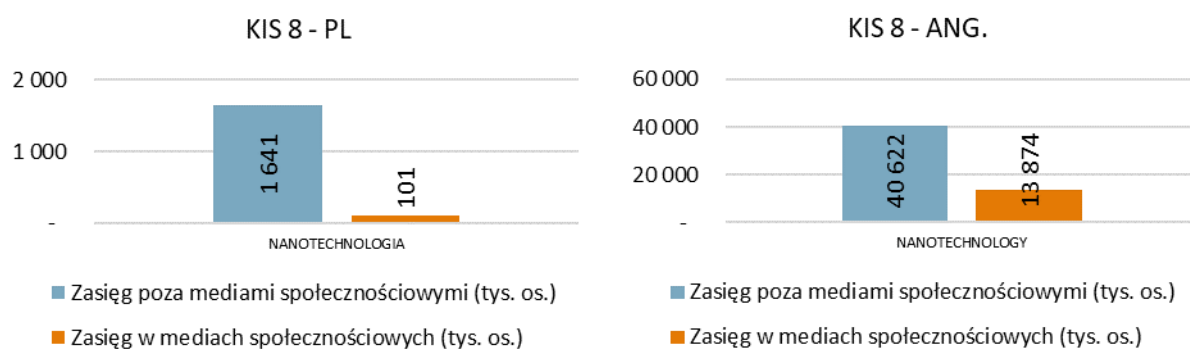 KIS 8 - PL
2 000
1 000
-
1 641
101
NANOTECHNOLOGIA
Zasięg poza mediami społecznościowymi (tys. os.)
Zasięg w mediach społecznościowych (tys. os.)
KIS 8 - ANG.
60 000
40 000
20 000
-
40 622
13 874
NANOTECHNOLOGY
Zasięg poza mediami społecznościowymi (tys. os.)
Zasięg w mediach społecznościowych (tys. os.)